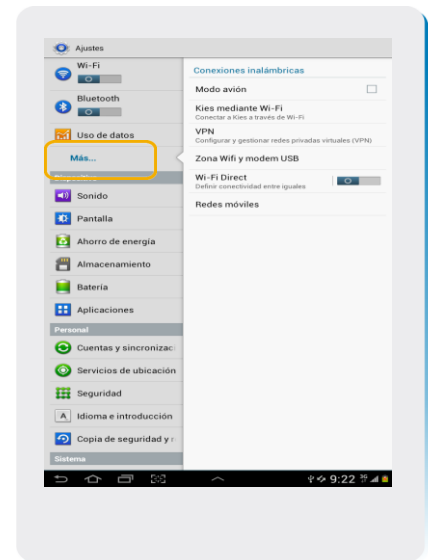 Ajustes
Wi-Fi
Bluetooth
Uso de datos
Más...
Sonido
Pantalla
Ahorro de energía
Almacenamiento
Batería
Aplicaciones
Personal
Cuentas y sincronizac
Servicios de ubicación
Seguridad
A Idioma e introducción
Copia de seguridad y r
Sistema
Conexiones inalámbricas
Modo avión
Kies mediante Wi-Fi
Conectar a Kies a través de Wi-Fi
VPN
Configurar y gestionar redes privadas virtuales (VPN)
Zona Wifi y modem USB
Wi-Fi Direct
Definir conectividad entre iguales
Redes móviles
9:22 3G